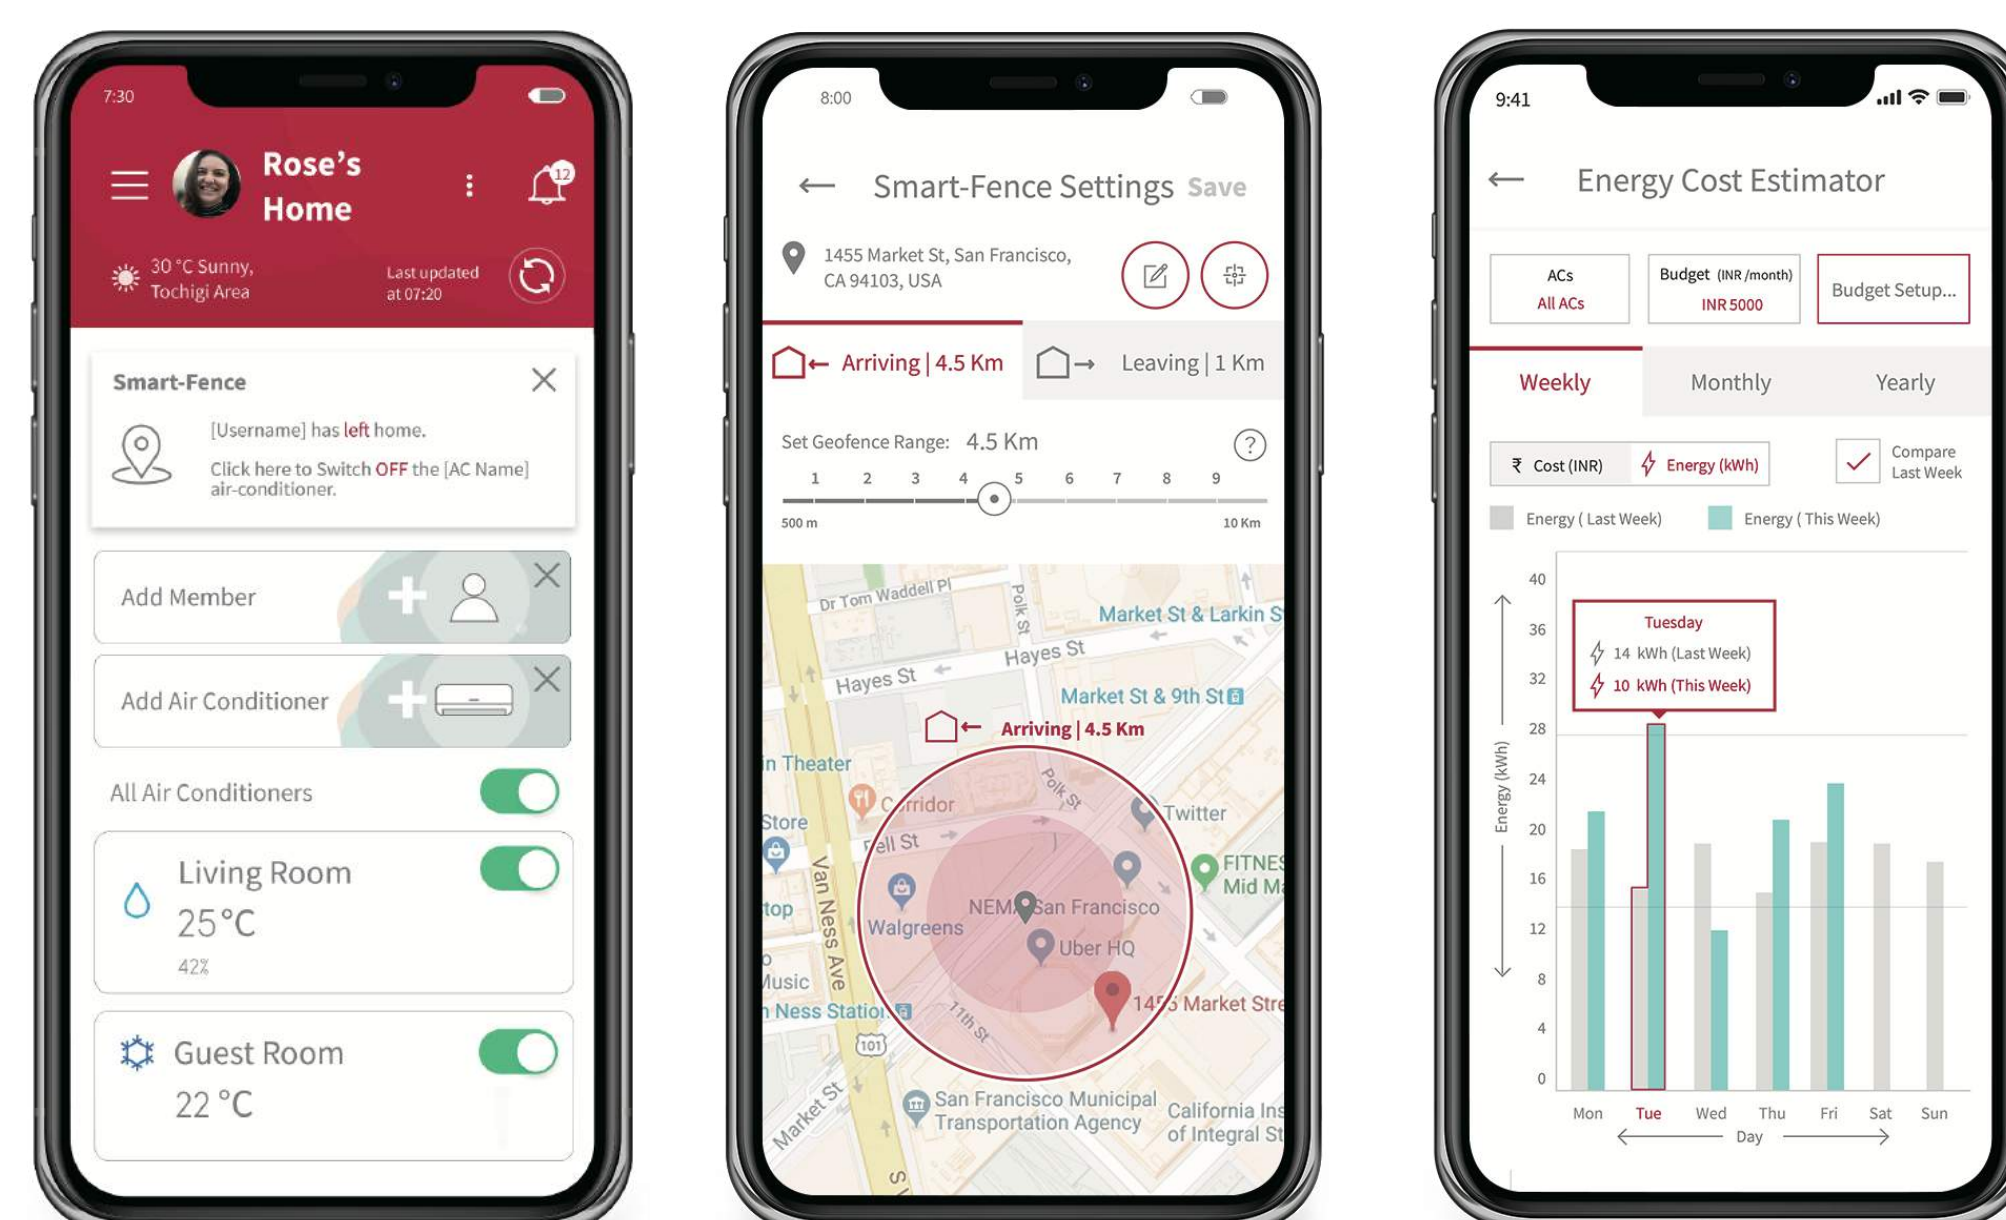 7:30
Rose's
Home
12
30 °C Sunny,
Tochigi Area
Last updated
at 07:20
Smart-Fence
[Username] has left home.
Click here to Switch OFF the [AC Name]
air-conditioner.
Add Member
Add Air Conditioner
All Air Conditioners
Living Room
25°C
42%
Guest Room
22 °C
8:00
Smart-Fence Settings Save
1455 Market St, San Francisco,
CA 94103, USA
Arriving | 4.5 Km
Leaving | 1 Km
Set Geofence Range: 4.5 Km
?
1 2 3 4 5 6 7 8 9
500 m
10 Km
Dr Tom Waddell Pl
Polk St
Market St & Larkin S
Hayes St
Hayes St
Market St & 9th St
Arriving | 4.5 Km
in Theater
Polk St
Corridor
Twitter
Store
Fell St
Van Ness Ave
FITNES
Mid Ma
top
NEMA San Francisco
Walgreens
Uber HQ
Music
1455 Market Stre
n Ness Station
11th St
101
Market St
San Francisco Municipal
Transportation Agency
California Ins
of Integral St
S V
9:41
Energy Cost Estimator
ACs
All ACs
Budget (INR /month)
INR 5000
Budget Setup...
Weekly
Monthly
Yearly
₹ Cost (INR)
Energy (kWh)
Compare
Last Week
Energy ( Last Week)
Energy ( This Week)
40
36
32
28
24
20
16
12
8
4
0
Energy (kWh)
Tuesday
14 kWh (Last Week)
10 kWh (This Week)
Mon Tue Wed Thu Fri Sat Sun
Day